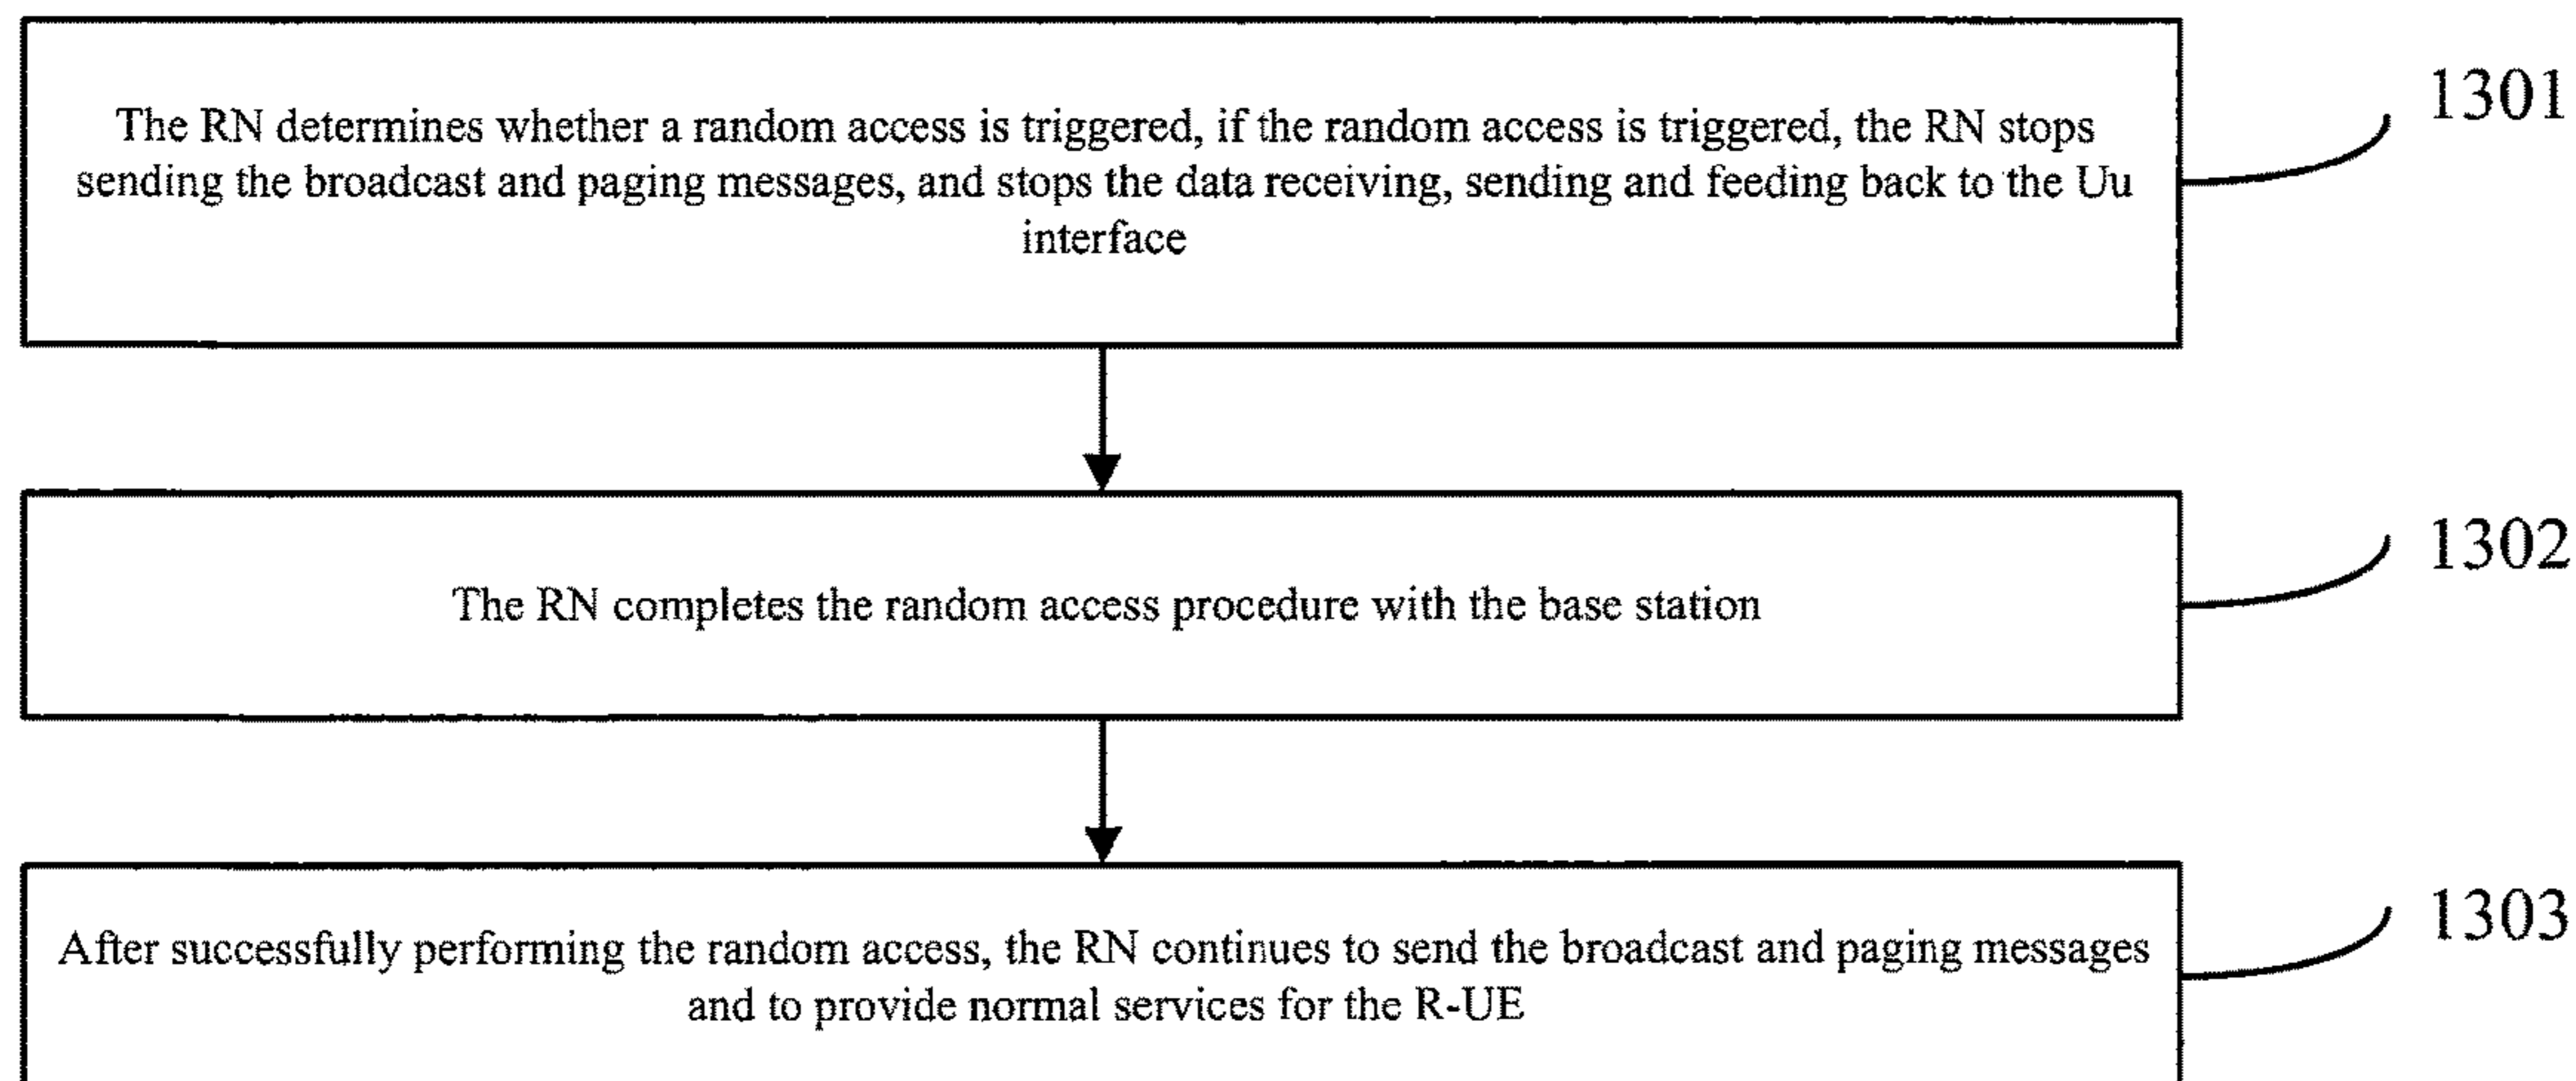 The RN determines whether a random access is triggered, if the random access is triggered, the RN stops
sending the broadcast and paging messages, and stops the data receiving, sending and feeding back to the Uu
interface
1301
The RN completes the random access procedure with the base station
1302
After successfully performing the random access, the RN continues to send the broadcast and paging messages
and to provide normal services for the R-UE
1303